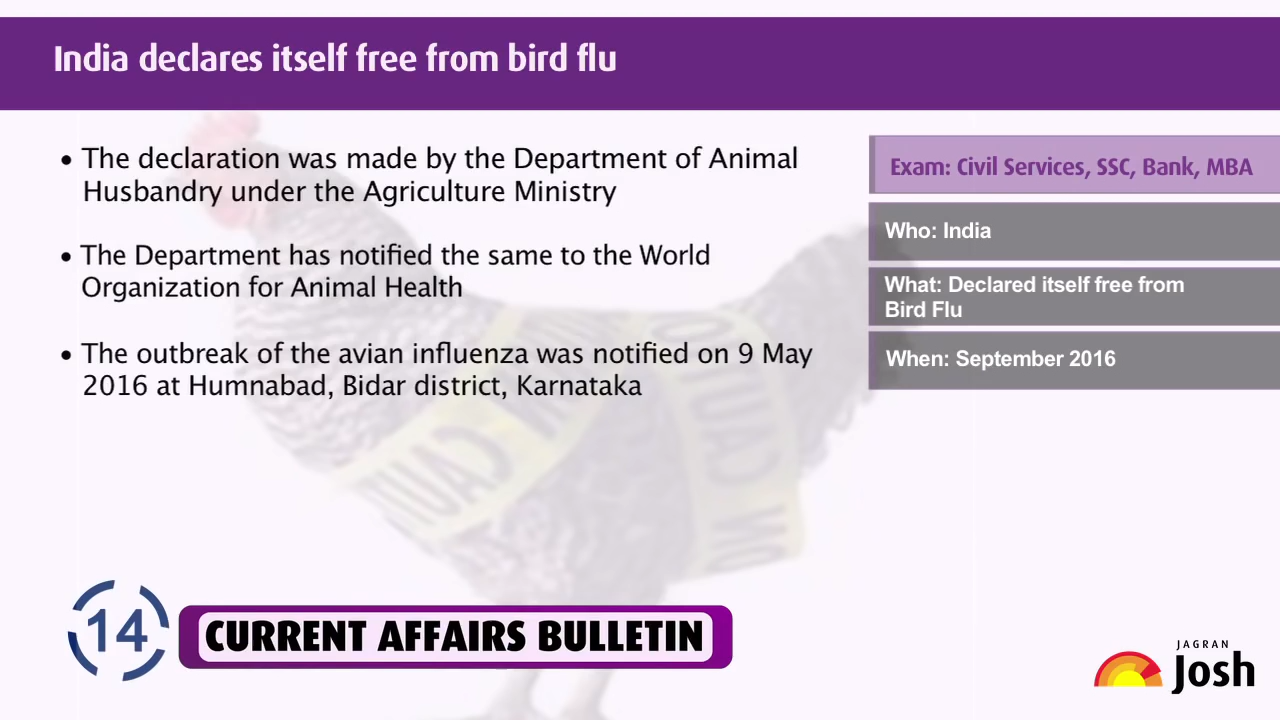 India declares itself free from bird flu
• The declaration was made by the Department of Animal
Husbandry under the Agriculture Ministry
• The Department has notified the same to the World
Organization for Animal Health
• The outbreak of the avian influenza was notified on 9 May
2016 at Humnabad, Bidar district, Karnataka
Exam: Civil Services, SSC, Bank, MBA
Who: India
What: Declared itself free from
Bird Flu
When: September 2016
CAUTI
CAUTIO
ON
14
CURRENT AFFAIRS BULLETIN
JAGRAN
Josh